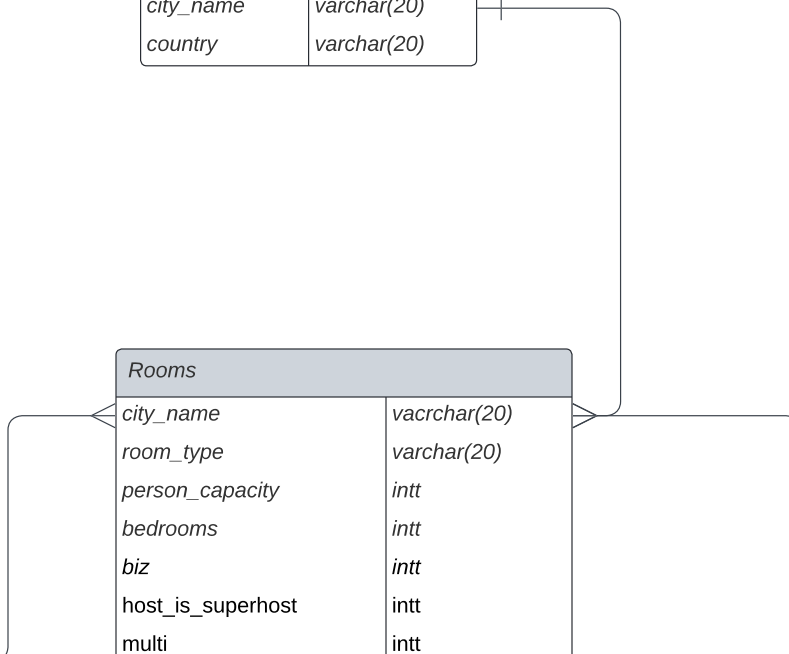 city_name varchar(20)
country varchar(20)
Rooms
city_name vacrchar(20)
room_type varchar(20)
person_capacity intt
bedrooms intt
biz intt
host_is_superhost intt
multi intt